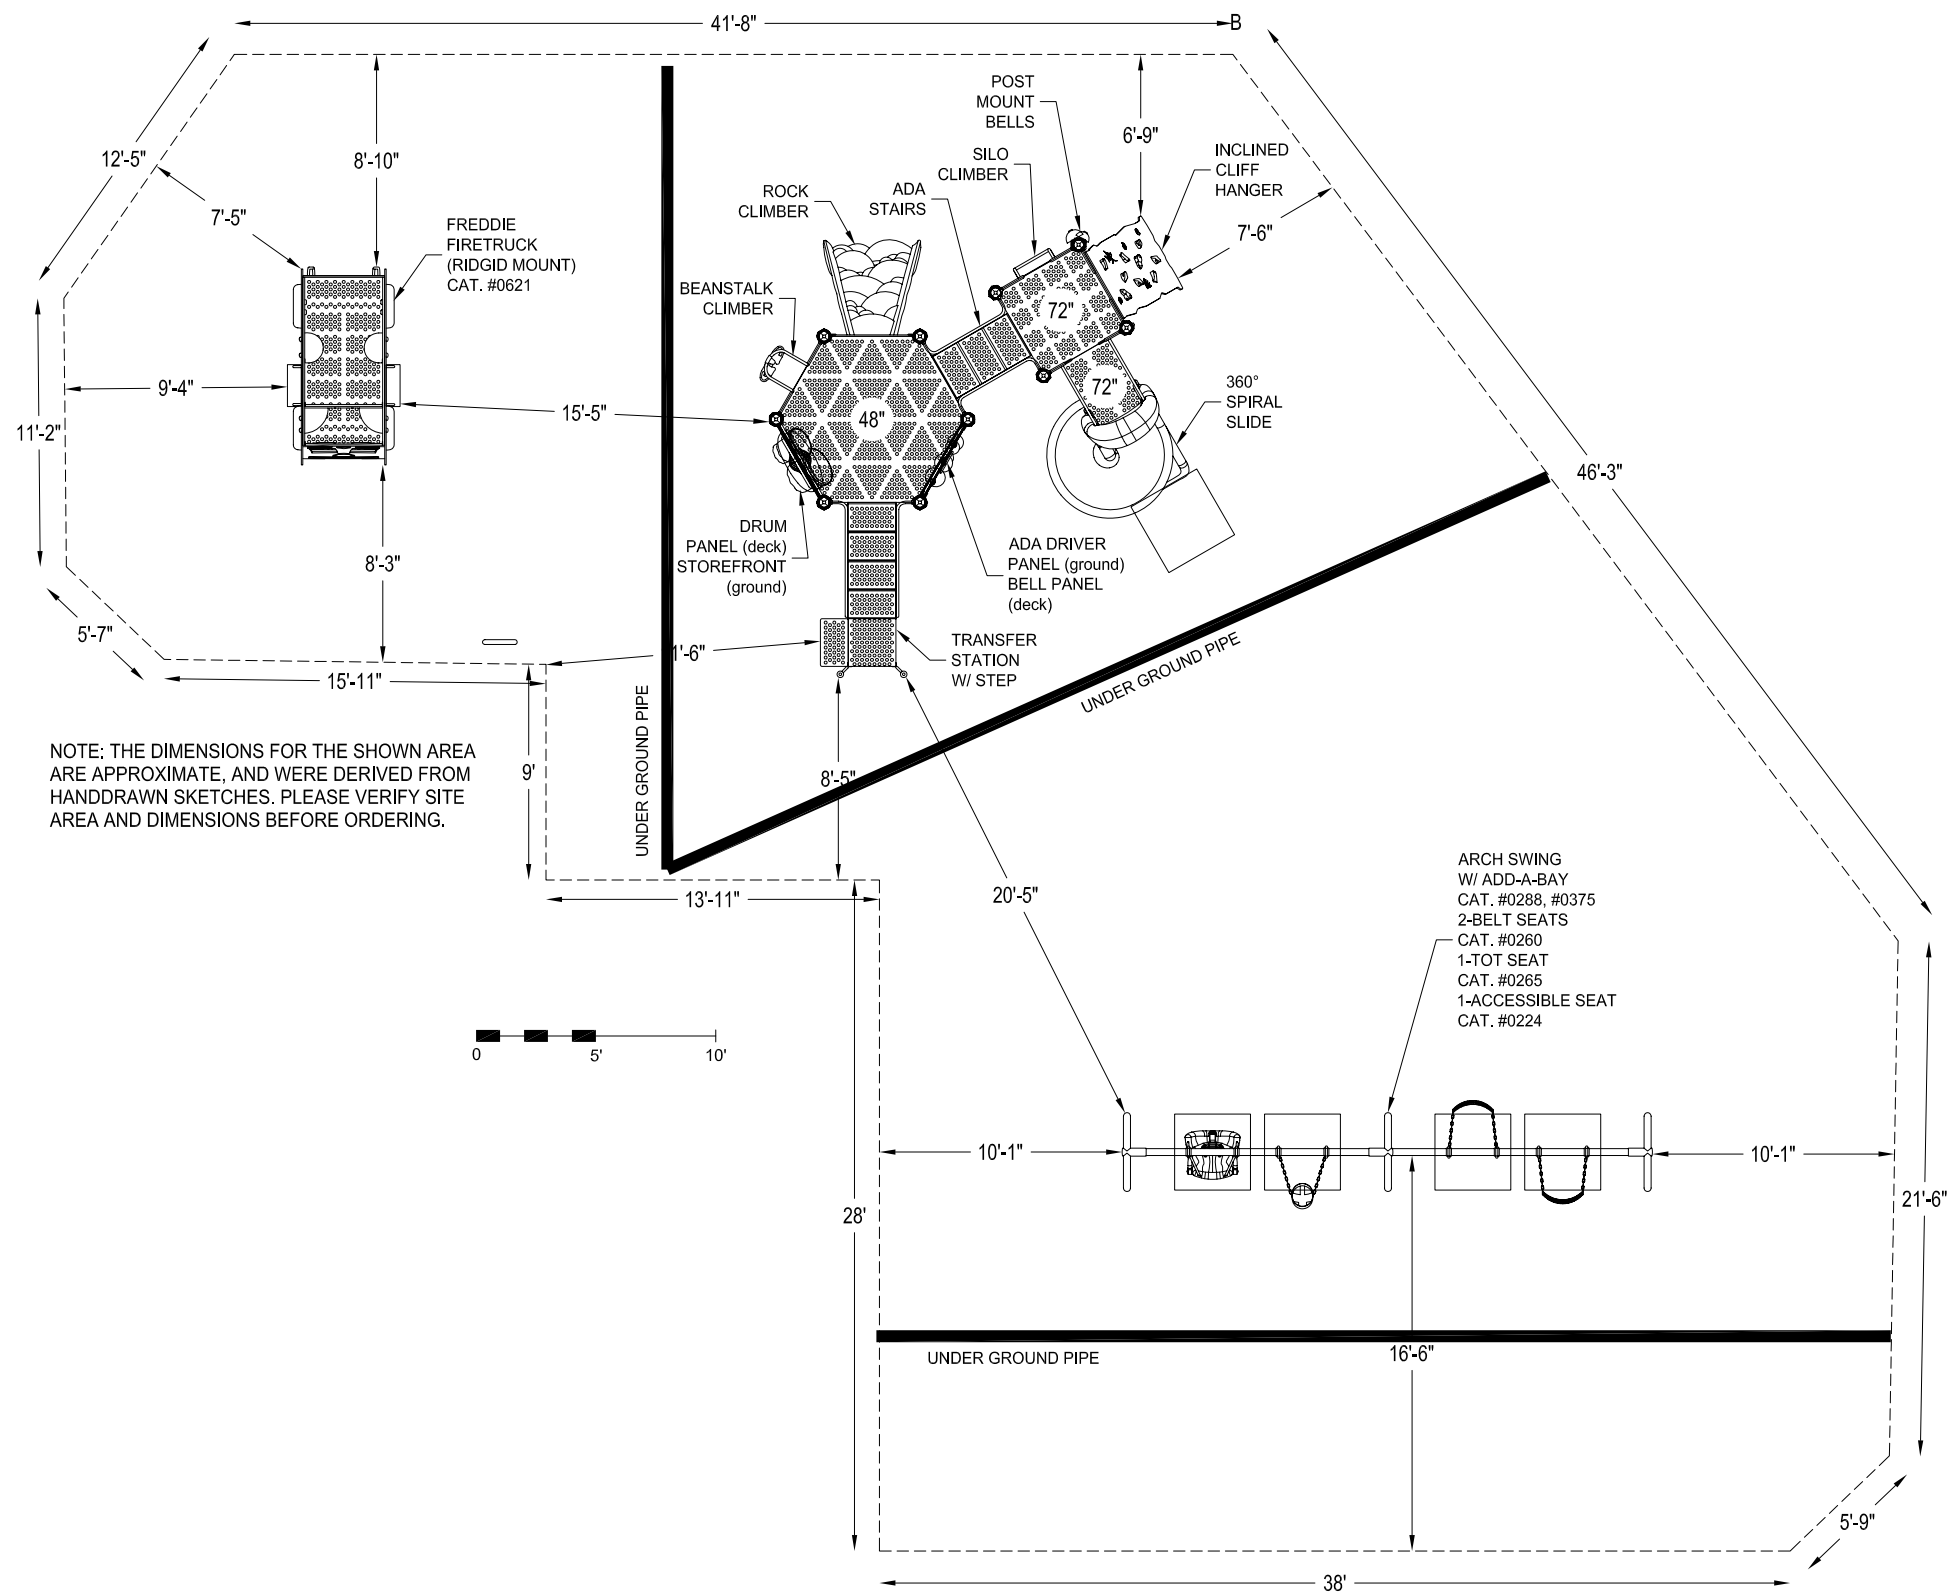 41'-8"
B
12'-5"
8'-10"
7'-5"
FREDDIE
FIRETRUCK
(RIDGID MOUNT)
CAT. #0621
9'-4"
11'-2"
15'-5"
8'-3"
5'-7"
15'-11"
POST
MOUNT
BELLS
6'-9"
SILO
CLIMBER
INCLINED
CLIFF
HANGER
ROCK
CLIMBER
ADA
STAIRS
7'-6"
BEANSTALK
CLIMBER
72"
72"
48"
360°
SPIRAL
SLIDE
46'-3"
DRUM
PANEL (deck)
STOREFRONT
(ground)
ADA DRIVER
PANEL (ground)
BELL PANEL
(deck)
1'-6"
TRANSFER
STATION
W/ STEP
UNDER GROUND PIPE
UNDER GROUND PIPE
NOTE: THE DIMENSIONS FOR THE SHOWN AREA
ARE APPROXIMATE, AND WERE DERIVED FROM
HANDDRAWN SKETCHES. PLEASE VERIFY SITE
AREA AND DIMENSIONS BEFORE ORDERING.
9'
8'-5"
13'-11"
20'-5"
ARCH SWING
W/ ADD-A-BAY
CAT. #0288, #0375
2-BELT SEATS
CAT. #0260
1-TOT SEAT
CAT. #0265
1-ACCESSIBLE SEAT
CAT. #0224
0
5'
10'
10'-1"
10'-1"
28'
21'-6"
UNDER GROUND PIPE
16'-6"
5'-9"
38'